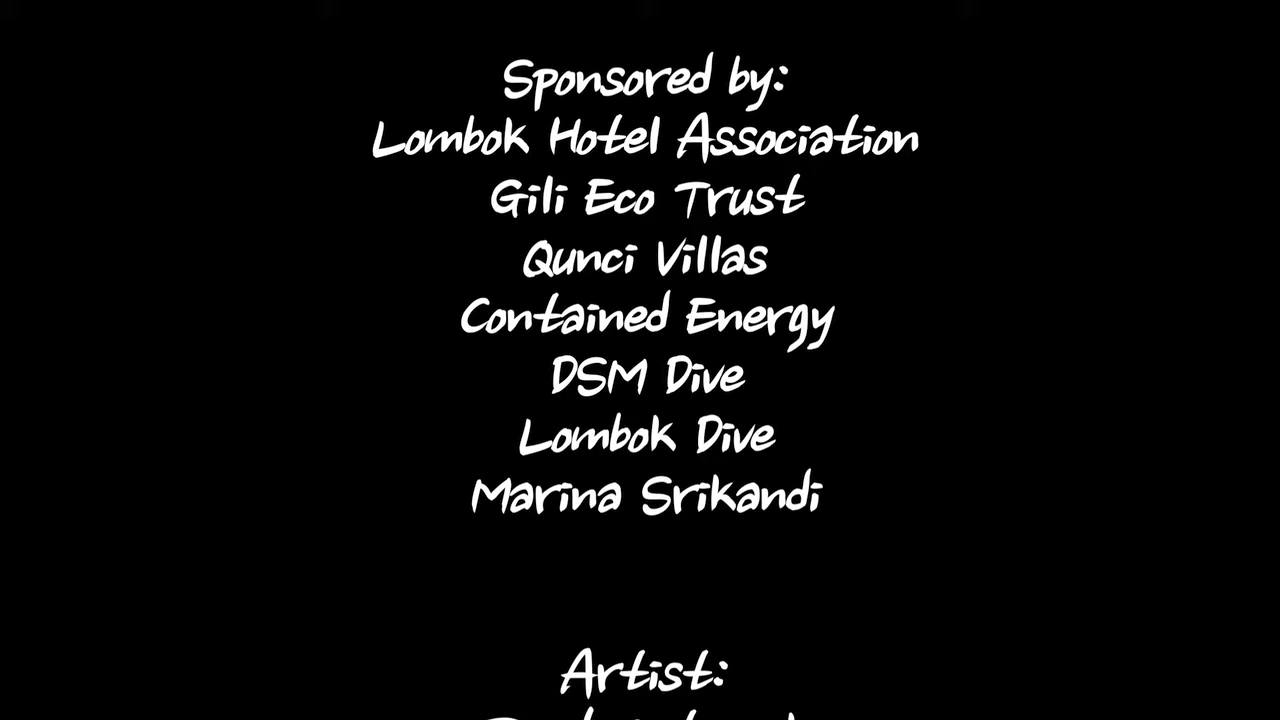 Sponsored by:
Lombok Hotel Association
Gili Eco Trust
Qunci Villas
Contained Energy
DSM Dive
Lombok Dive
Marina Srikandi
Artist: